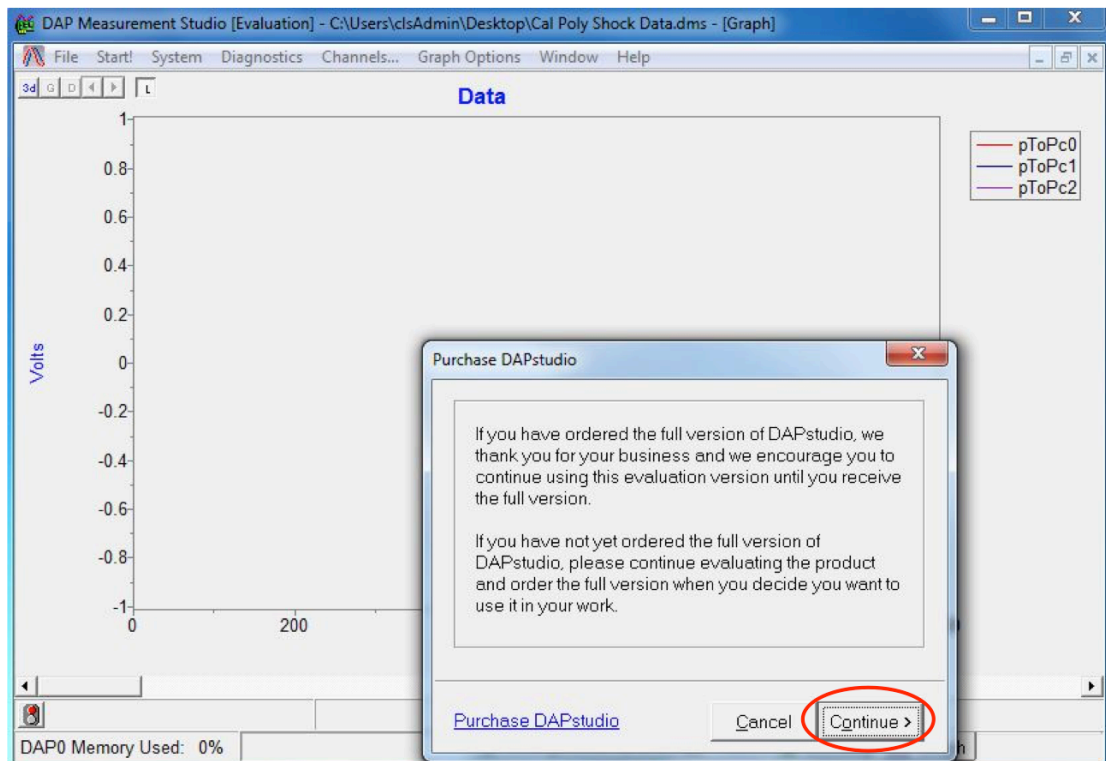 DAP Measurement Studio [Evaluation] - C:\Users\clsAdmin\Desktop\Cal Poly Shock Data.dms - [Graph]
File Start! System Diagnostics Channels... Graph Options Window Help
3d G D L
Data
1
0.8
0.6
0.4
0.2
0
-0.2
-0.4
-0.6
-0.8
-1
Volts
0 200
pToPc0
pToPc1
pToPc2
Purchase DAPstudio
If you have ordered the full version of DAPstudio, we
thank you for your business and we encourage you to
continue using this evaluation version until you receive
the full version.
If you have not yet ordered the full version of
DAPstudio, please continue evaluating the product
and order the full version when you decide you want to
use it in your work.
Purchase DAPstudio Cancel Continue >
DAP0 Memory Used: 0%